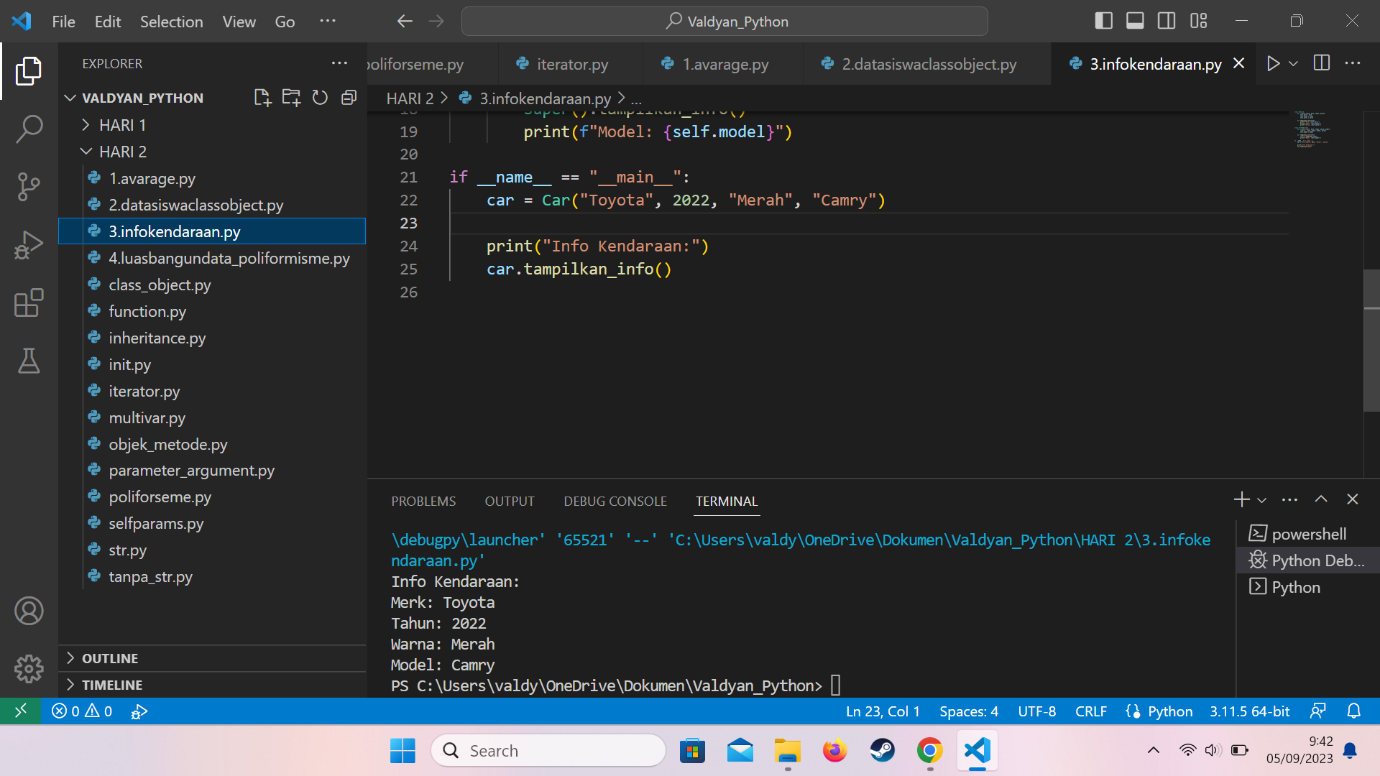 File Edit Selection View Go ··· Valdyan_Python
EXPLORER ···
VALDYAN_PYTHON
HARI 1
HARI 2
1.avarage.py
2.datasiswaclassobject.py
3.infokendaraan.py
4.luasbangundata_poliformisme.py
class_object.py
function.py
inheritance.py
init.py
iterator.py
multivar.py
objek_metode.py
parameter_argument.py
poliforseme.py
selfparams.py
str.py
tanpa_str.py
OUTLINE
TIMELINE
poliforseme.py iterator.py 1.avarage.py 2.datasiswaclassobject.py 3.infokendaraan.py
HARI 2 > 3.infokendaraan.py > ...
18 super().tampilkan_info()
19 print(f"Model: {self.model}")
20
21 if __name__ == "__main__":
22 car = Car("Toyota", 2022, "Merah", "Camry")
23
24 print("Info Kendaraan:")
25 car.tampilkan_info()
26
PROBLEMS OUTPUT DEBUG CONSOLE TERMINAL
\debugpy\launcher' '65521' '--' 'C:\Users\valdy\OneDrive\Dokumen\Valdyan_Python\HARI 2\3.infoke
ndaraan.py'
Info Kendaraan:
Merk: Toyota
Tahun: 2022
Warna: Merah
Model: Camry
PS C:\Users\valdy\OneDrive\Dokumen\Valdyan_Python>
powershell
Python Deb...
Python
0 0 Ln 23, Col 1 Spaces: 4 UTF-8 CRLF Python 3.11.5 64-bit
Search
9:42
05/09/2023